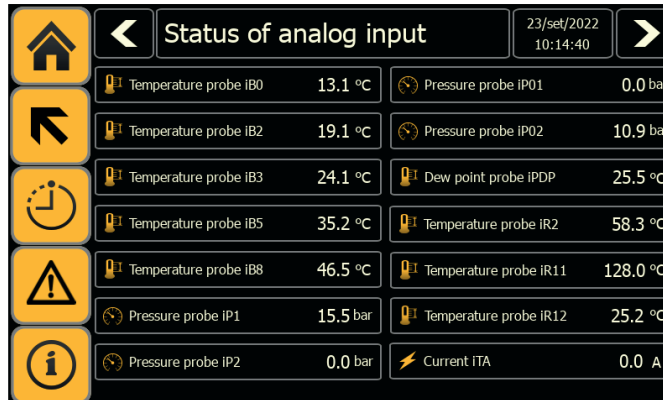 Status of analog input
23/set/2022
10:14:40
Temperature probe iB0 13.1 °C
Temperature probe iB2 19.1 °C
Temperature probe iB3 24.1 °C
Temperature probe iB5 35.2 °C
Temperature probe iB8 46.5 °C
Pressure probe iP1 15.5 bar
Pressure probe iP2 0.0 bar
Pressure probe iP01 0.0 ba
Pressure probe iP02 10.9 ba
Dew point probe iPDP 25.5 °C
Temperature probe iR2 58.3 °C
Temperature probe iR11 128.0 °C
Temperature probe iR12 25.2 °C
Current iTA 0.0 A